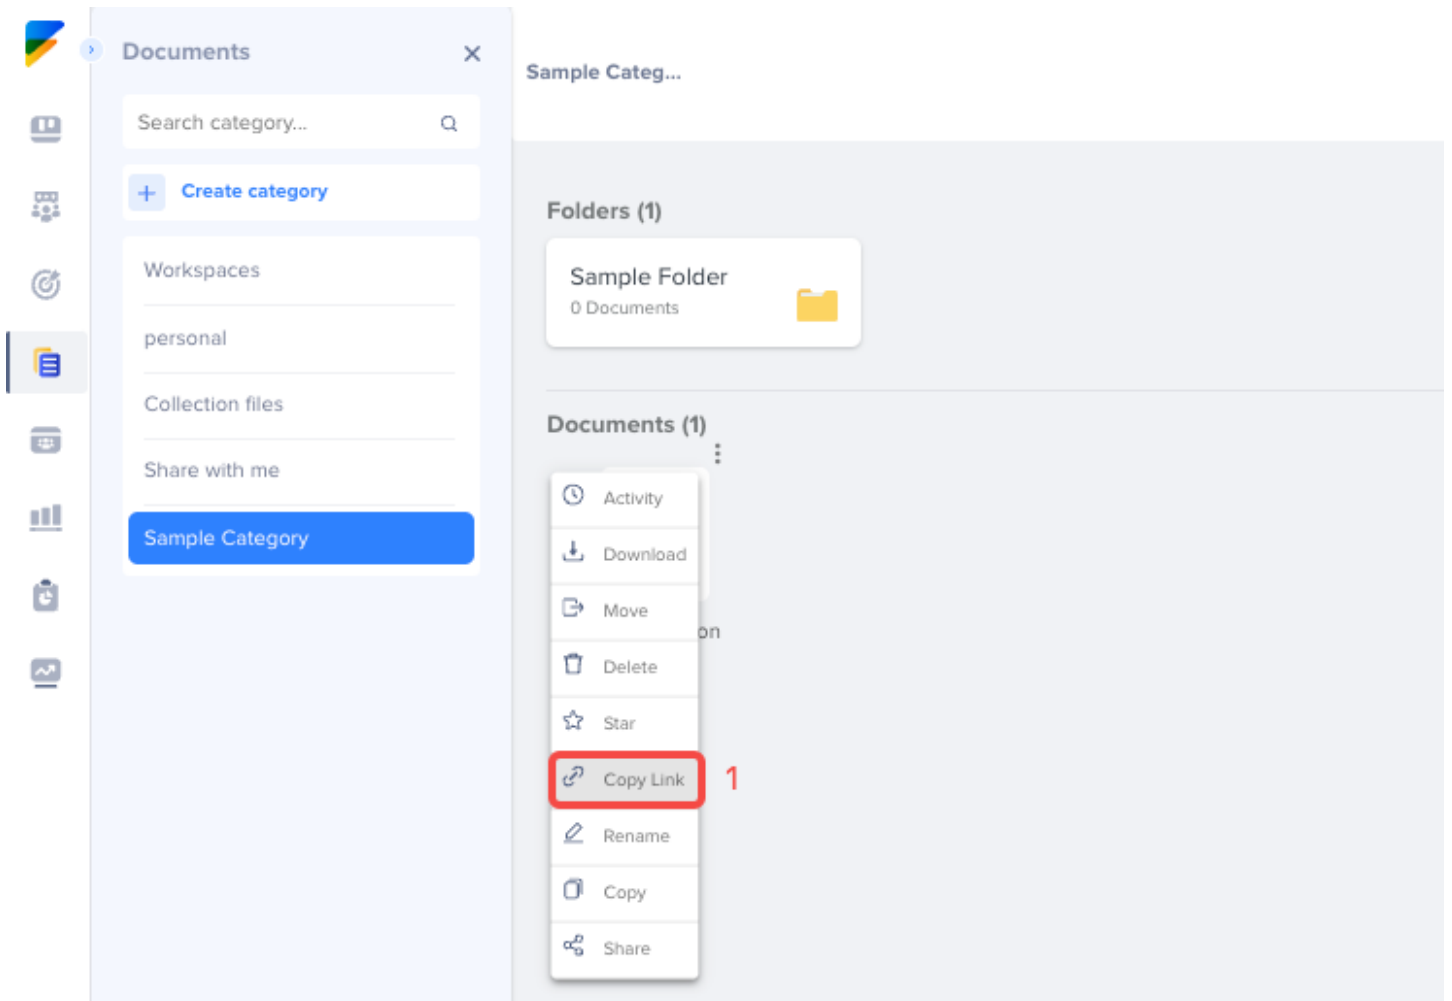 Documents
Search category...
Create category
Workspaces
personal
Collection files
Share with me
Sample Category
Sample Categ...
Folders (1)
Sample Folder
0 Documents
Documents (1)
Activity
Download
Move
on
Delete
Star
Copy Link 1
Rename
Copy
Share